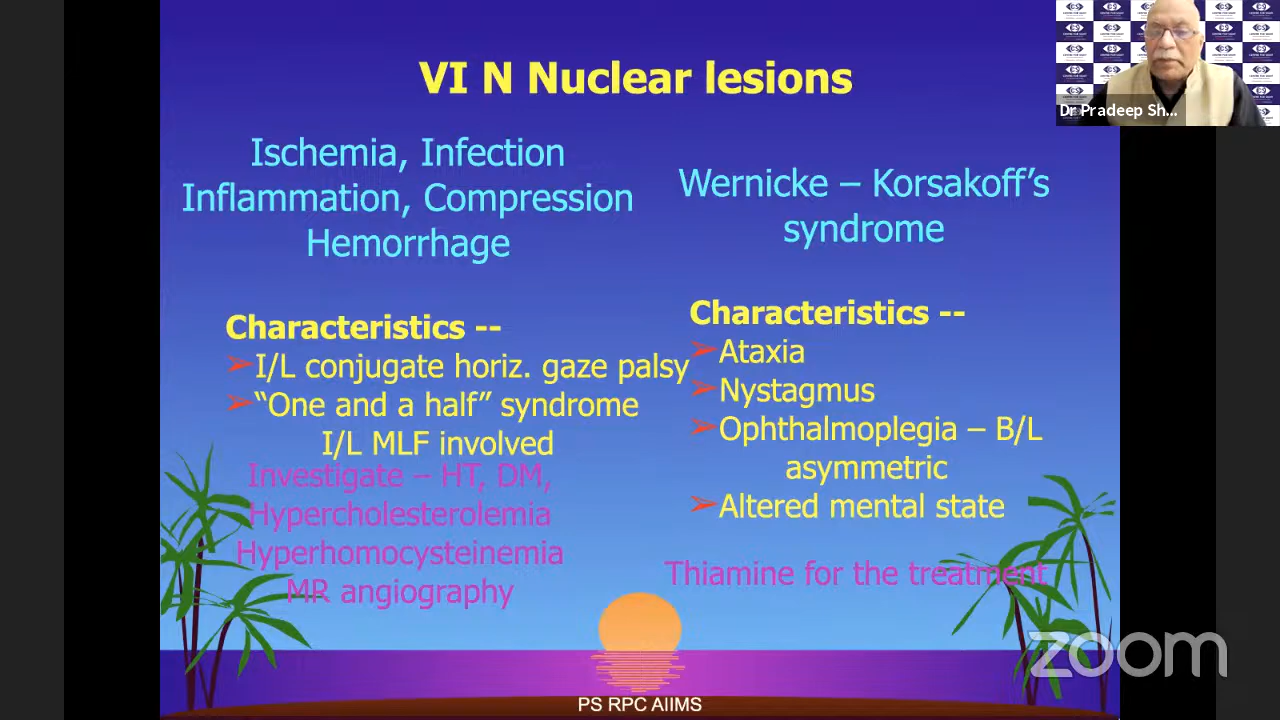 VI N Nuclear lesions
Ischemia, Infection
Inflammation, Compression
Hemorrhage
Characteristics --
➢I/L conjugate horiz. gaze palsy
➢“One and a half” syndrome
I/L MLF involved
Investigate – HT, DM,
Hypercholesterolemia
Hyperhomocysteinemia
MR angiography
Wernicke – Korsakoff’s
syndrome
Characteristics --
➢Ataxia
➢Nystagmus
➢Ophthalmoplegia – B/L
asymmetric
➢Altered mental state
Thiamine for the treatment
PS RPC AIIMS
Dr Pradeep Sh...
zoom